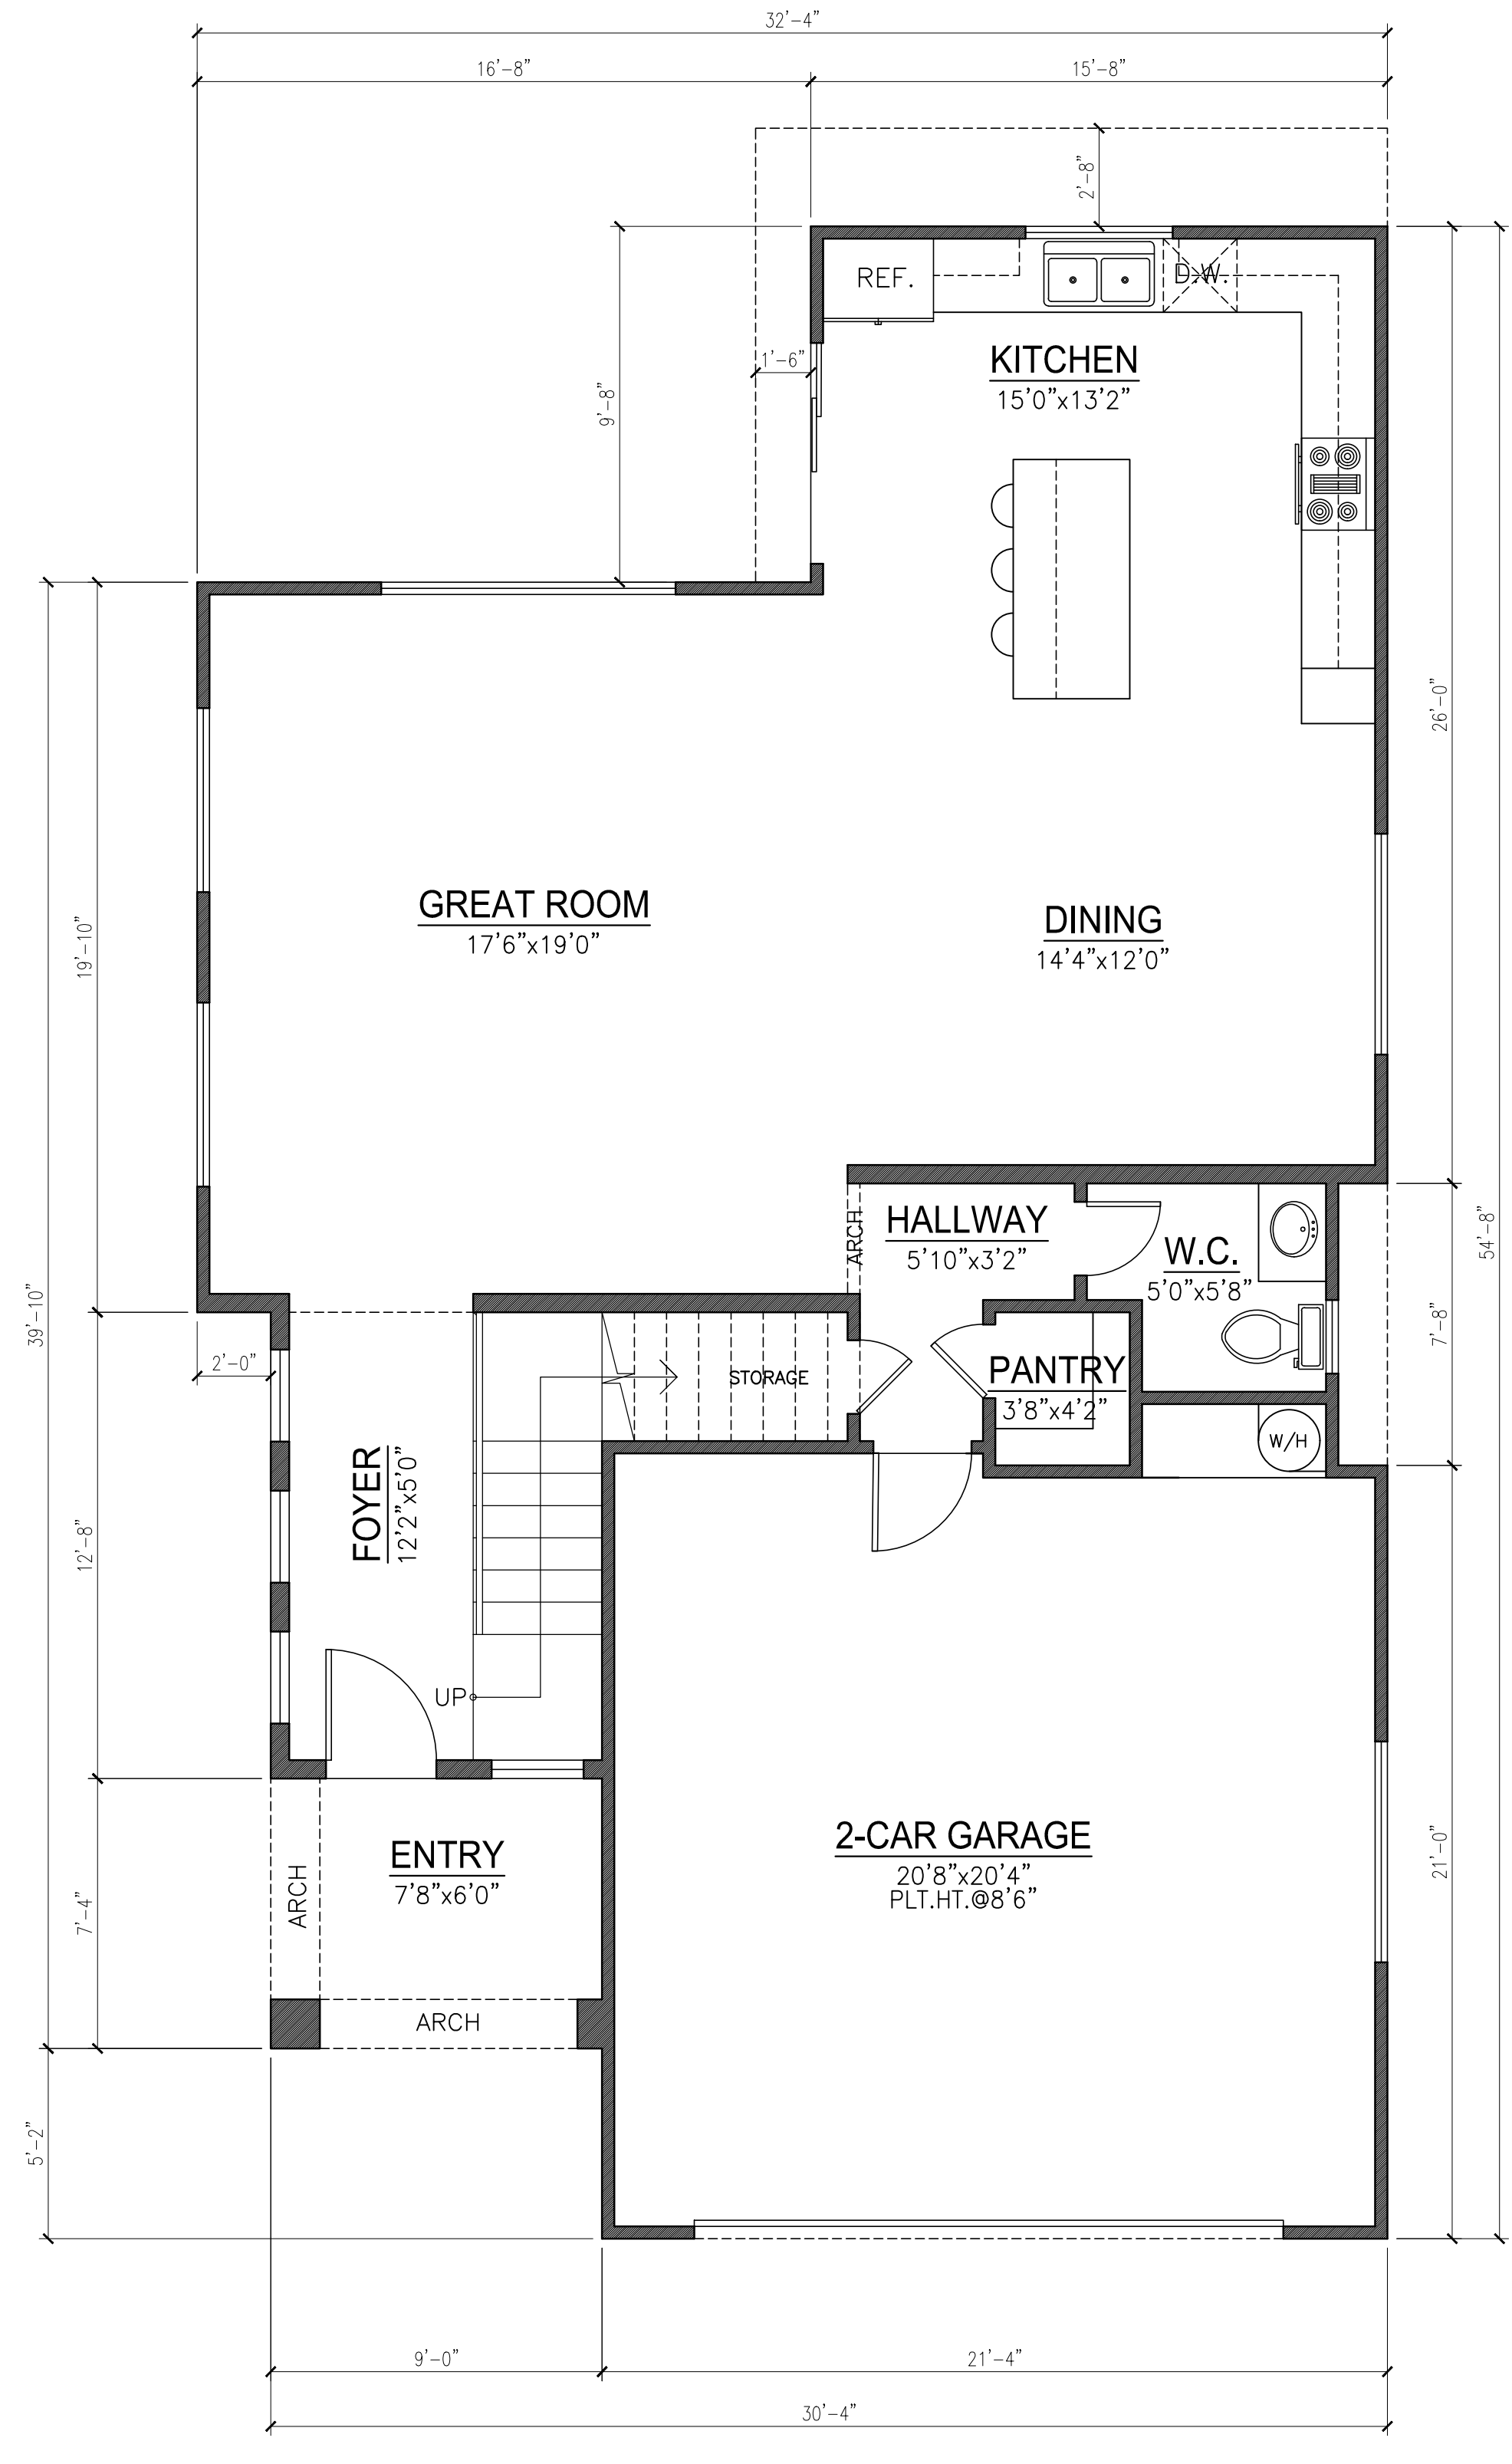 32'-4"
16'-8"
15'-8"
2'-8"
REF.
D.W.
1'-6"
KITCHEN
15'0"x13'2"
9'-8"
26'-0"
GREAT ROOM
17'6"x19'0"
DINING
14'4"x12'0"
19'-10"
ARCH
HALLWAY
5'10"x3'2"
W.C.
5'0"x5'8"
54'-8"
39'-10"
7'-8"
2'-0"
STORAGE
PANTRY
3'8"x4'2"
W/H
FOYER
12'2"x5'0"
12'-8"
UP
2-CAR GARAGE
20'8"x20'4"
PLT.HT.@8'6"
ENTRY
7'8"x6'0"
ARCH
7'-4"
21'-0"
ARCH
5'-2"
9'-0"
21'-4"
30'-4"